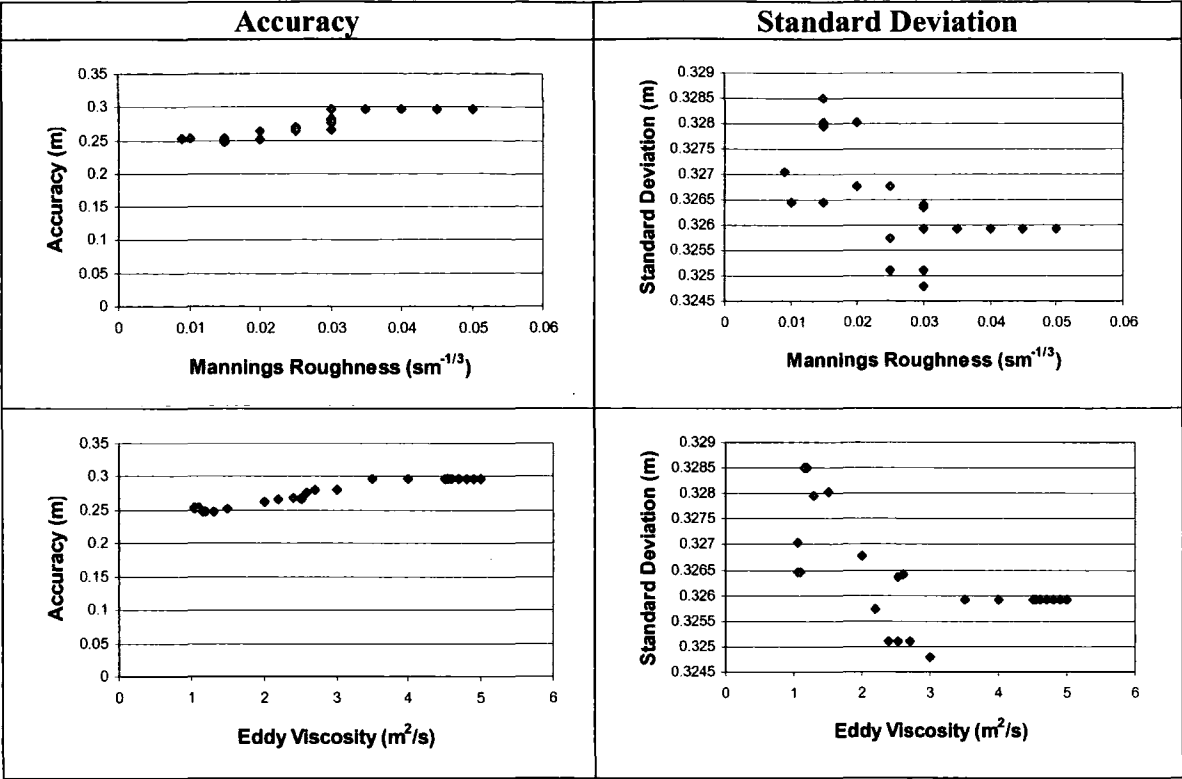 Accuracy
Standard Deviation
0.35
0.3
0.25
0.2
0.15
0.1
0.05
0
Accuracy (m)
0 0.01 0.02 0.03 0.04 0.05 0.06
Mannings Roughness (sm-1/3)
0.329
0.3285
0.328
0.3275
0.327
0.3265
0.326
0.3255
0.325
0.3245
Standard Deviation (m)
0 0.01 0.02 0.03 0.04 0.05 0.06
Mannings Roughness (sm-1/3)
0.35
0.3
0.25
0.2
0.15
0.1
0.05
0
Accuracy (m)
0 1 2 3 4 5 6
Eddy Viscosity (m2/s)
0.329
0.3285
0.328
0.3275
0.327
0.3265
0.326
0.3255
0.325
0.3245
Standard Deviation (m)
0 1 2 3 4 5 6
Eddy Viscosity (m2/s)